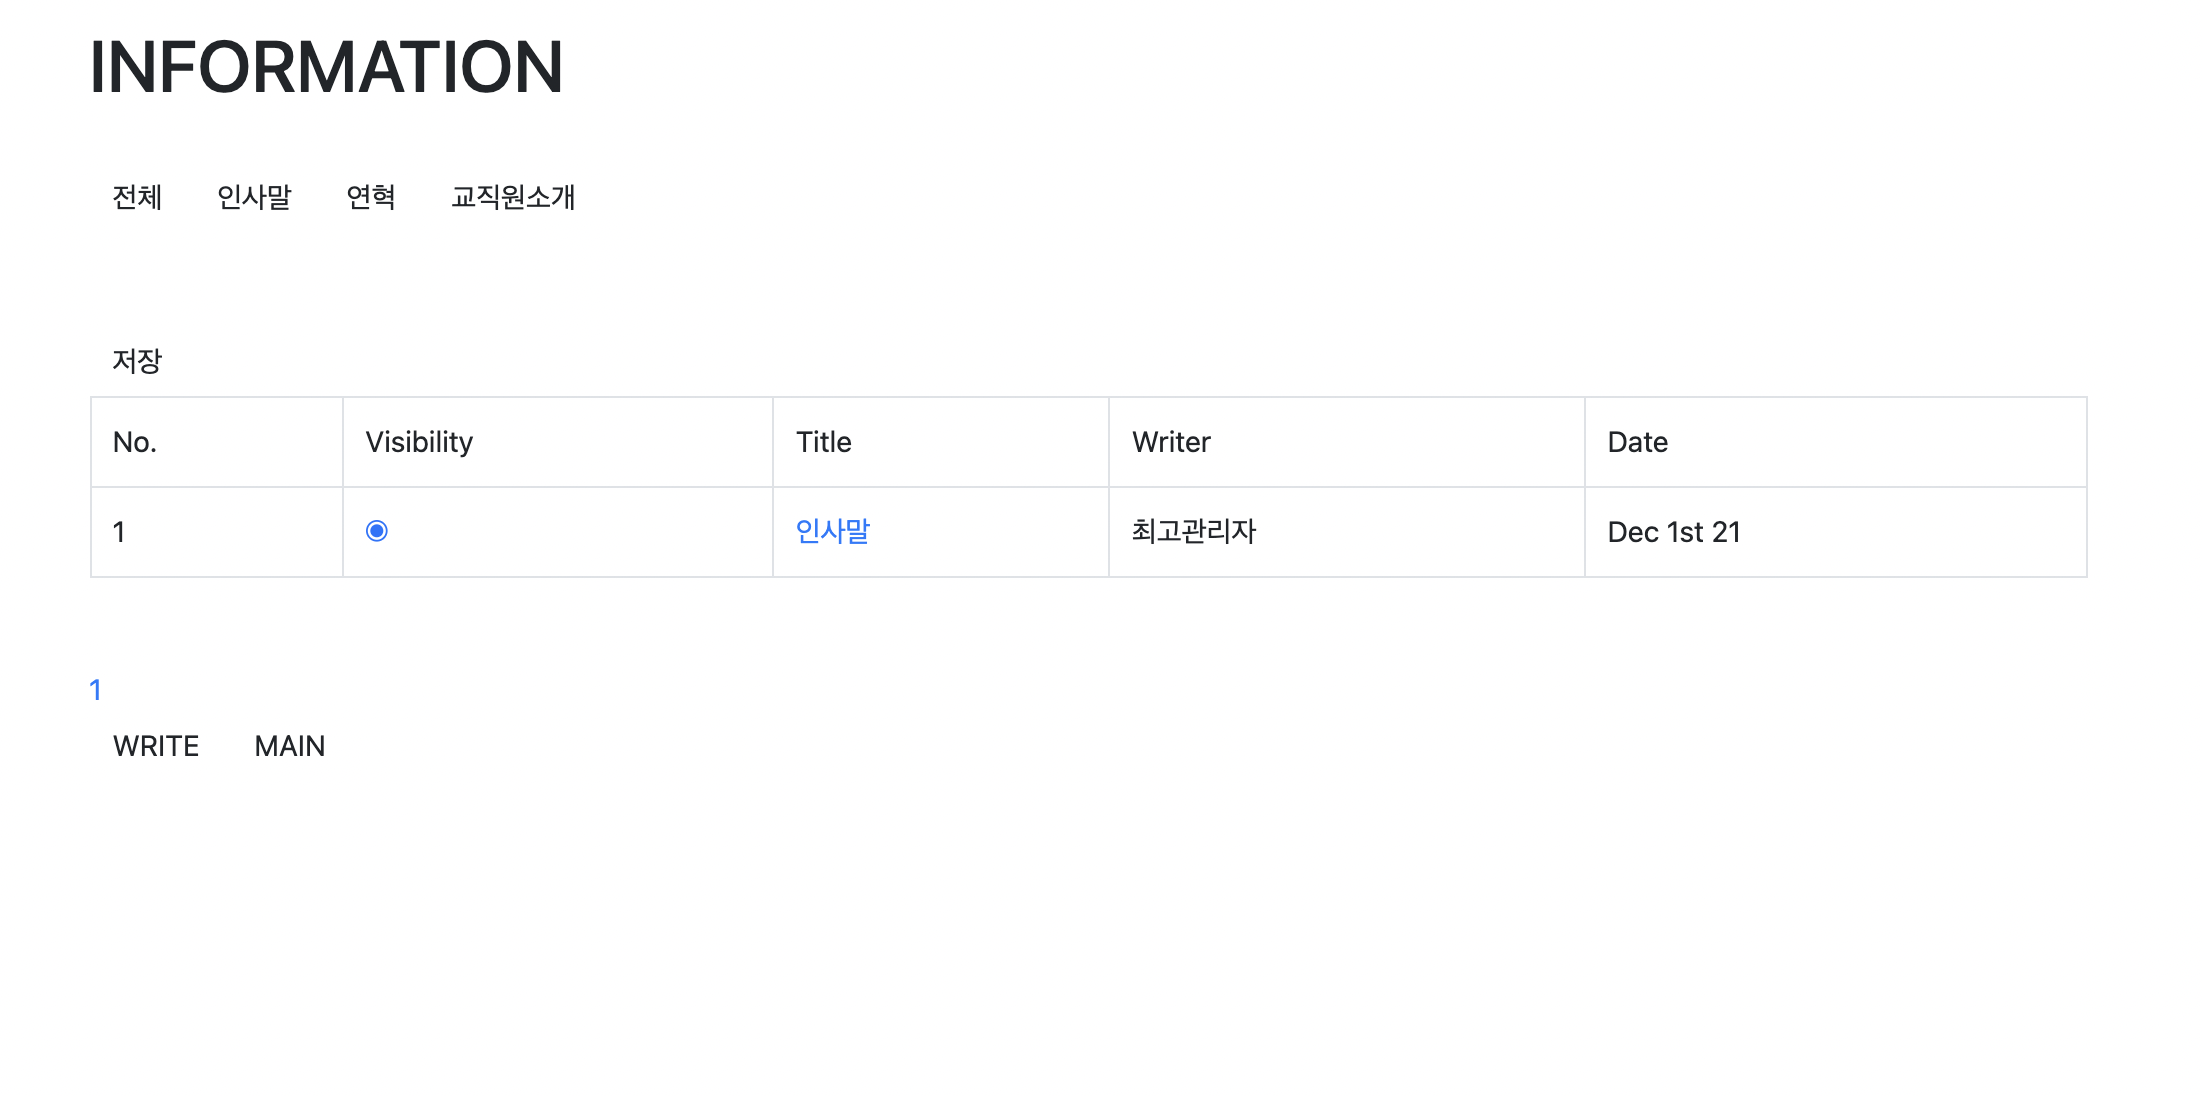 INFORMATION
전체 인사말 연혁 교직원소개
저장
No. Visibility Title Writer Date
1 인사말 최고관리자 Dec 1st 21
1
WRITE MAIN